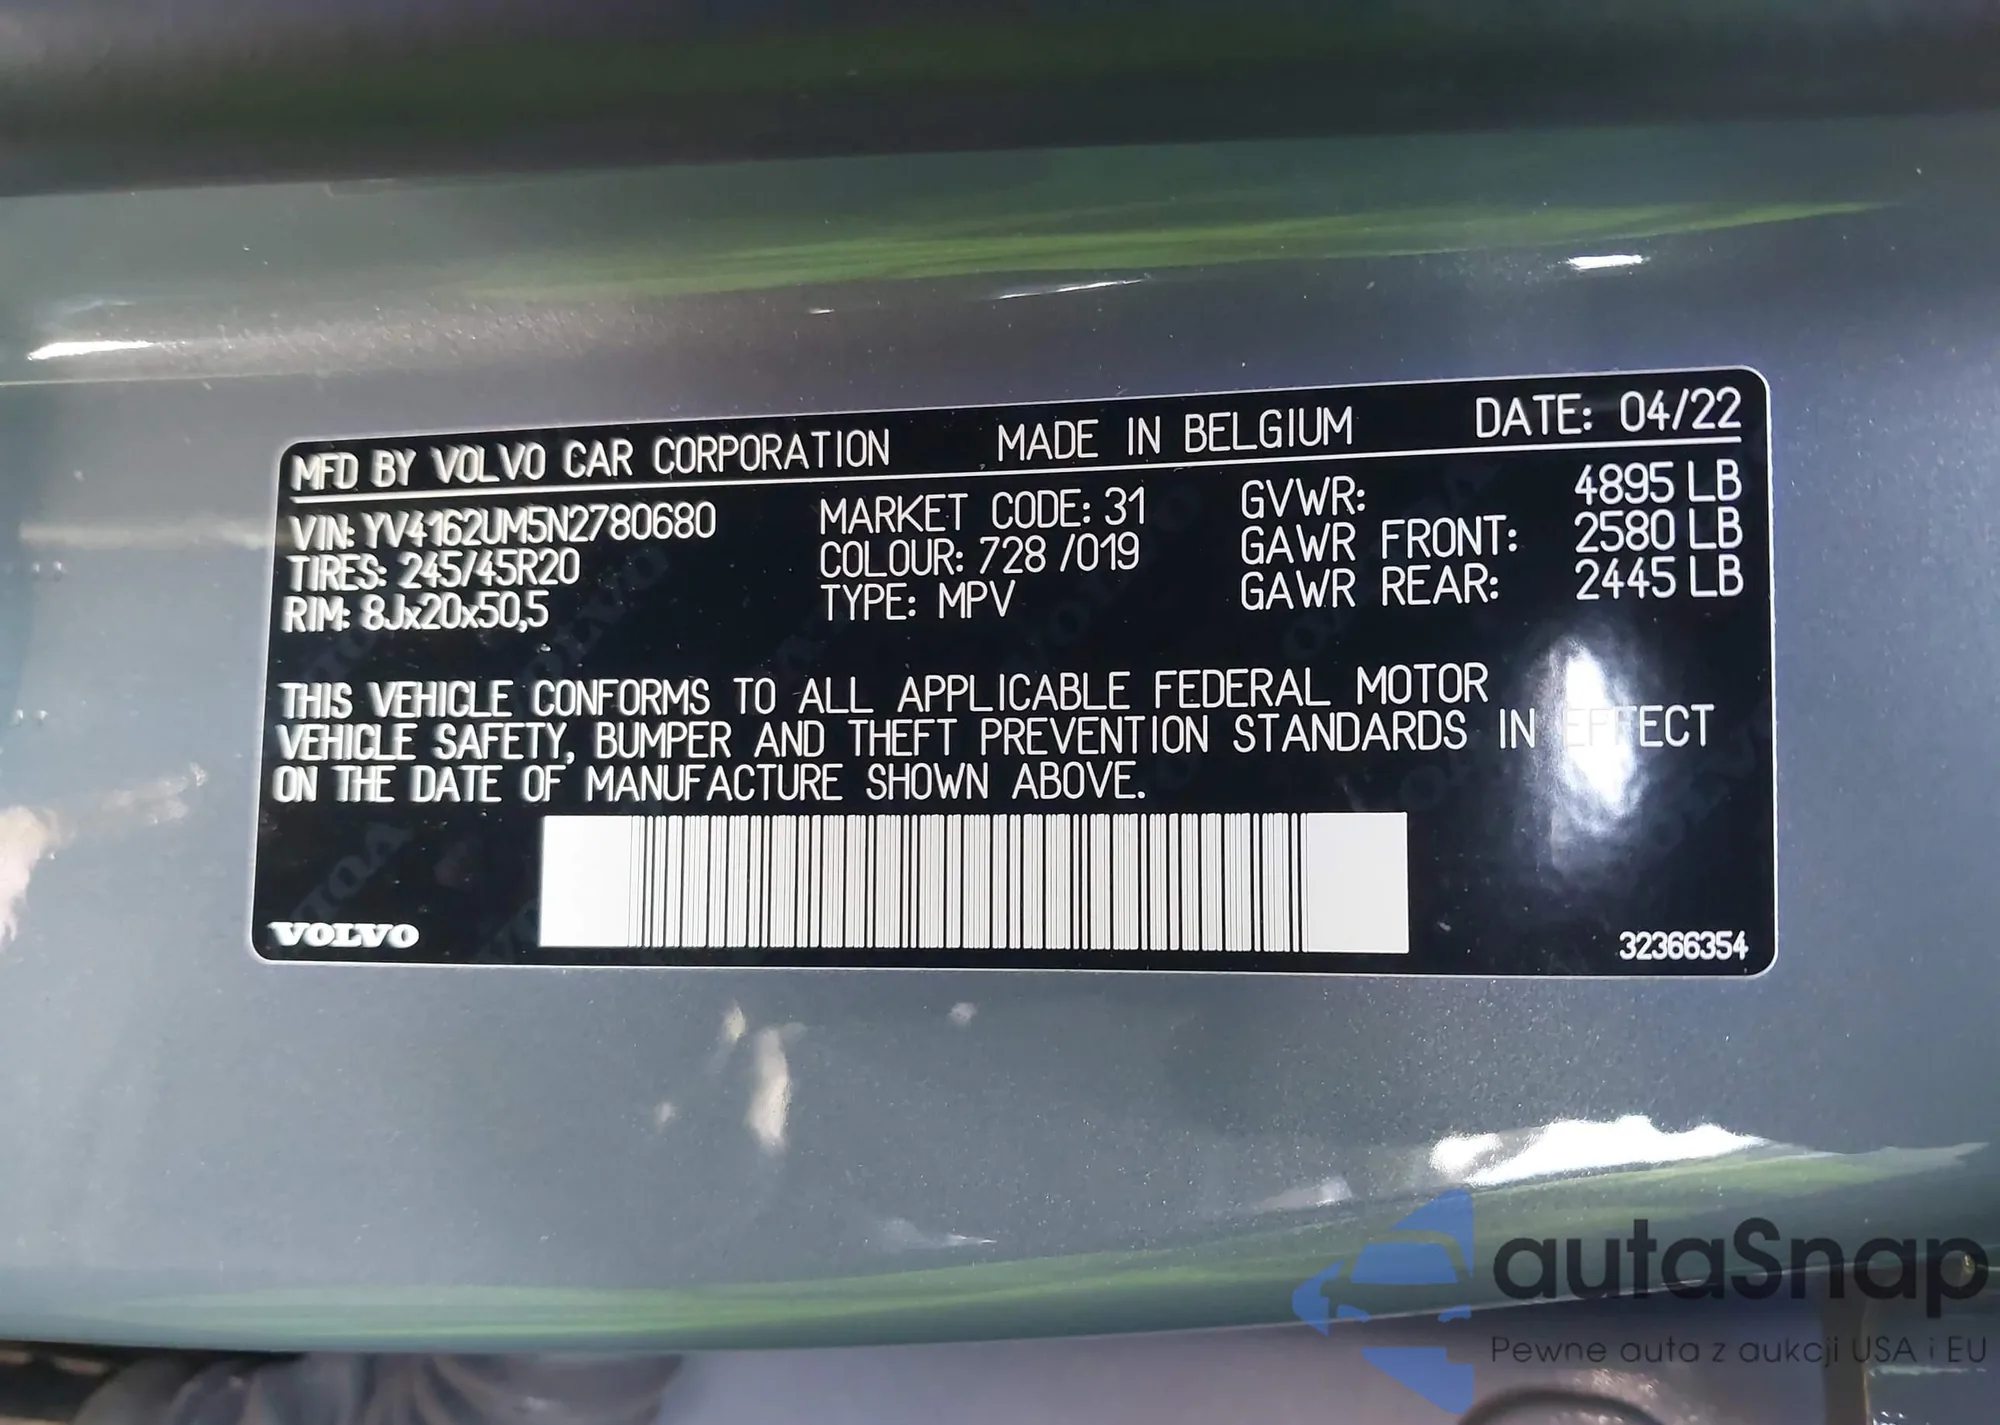 MFD BY VOLVO CAR CORPORATION MADE IN BELGIUM DATE: 04/22
VIN: YV4162UM5N2780680 MARKET CODE: 31 GVWR: 4895 LB
TIRES: 245/45R20 COLOUR: 728 /019 GAWR FRONT: 2580 LB
RIM: 8Jx20x50,5 TYPE: MPV GAWR REAR: 2445 LB
THIS VEHICLE CONFORMS TO ALL APPLICABLE FEDERAL MOTOR
VEHICLE SAFETY, BUMPER AND THEFT PREVENTION STANDARDS IN EFFECT
ON THE DATE OF MANUFACTURE SHOWN ABOVE.
VOLVO
32366354
autaSnap
Pewne auta z aukcji USA i EU